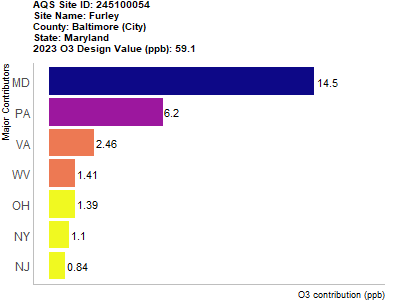 AQS Site ID: 245100054
Site Name: Furley
County: Baltimore (City)
State: Maryland
2023 O3 Design Value (ppb): 59.1
Major Contributors
MD 14.5
PA 6.2
VA 2.46
WV 1.41
OH 1.39
NY 1.1
NJ 0.84
O3 contribution (ppb)